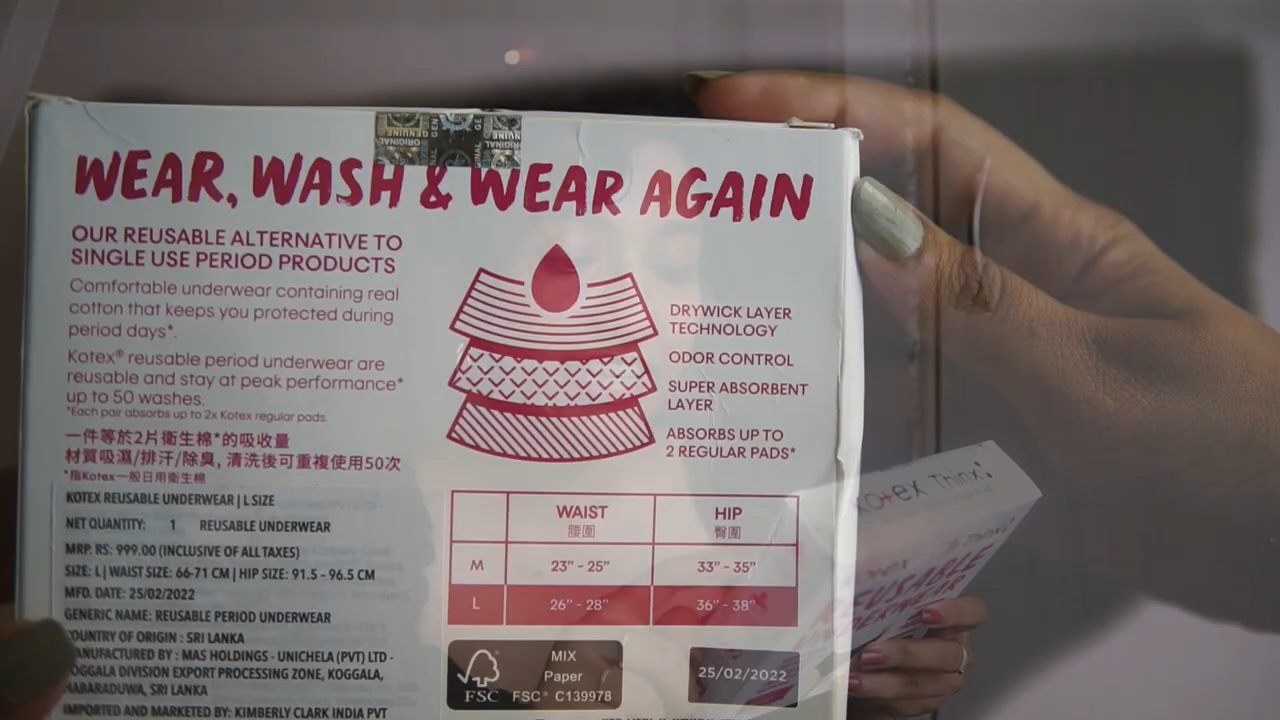 WEAR, WASH & WEAR AGAIN
OUR REUSABLE ALTERNATIVE TO
SINGLE USE PERIOD PRODUCTS
Comfortable underwear containing real
cotton that keeps you protected during
period days*.
Kotex® reusable period underwear are
reusable and stay at peak performance*
up to 50 washes.
*Each pair absorbs up to 2x Kotex regular pads.
一件等於2片衛生棉*的吸收量
材質吸濕/排汗/除臭, 清洗後可重複使用50次
*指Kotex一般日用衛生棉
DRYWICK LAYER
TECHNOLOGY
ODOR CONTROL
SUPER ABSORBENT
LAYER
ABSORBS UP TO
2 REGULAR PADS*
KOTEX REUSABLE UNDERWEAR | L SIZE
NET QUANTITY: 1 REUSABLE UNDERWEAR
MRP. RS: 999.00 (INCLUSIVE OF ALL TAXES)
SIZE: L | WAIST SIZE: 66-71 CM | HIP SIZE: 91.5 - 96.5 CM
MFD. DATE: 25/02/2022
GENERIC NAME: REUSABLE PERIOD UNDERWEAR
COUNTRY OF ORIGIN : SRI LANKA
MANUFACTURED BY : MAS HOLDINGS - UNICHELA (PVT) LTD -
KOGGALA DIVISION EXPORT PROCESSING ZONE, KOGGALA,
HABARADUWA, SRI LANKA
IMPORTED AND MARKETED BY: KIMBERLY CLARK INDIA PVT
WAIST HIP
腰圍 臀圍
M 23" - 25" 33" - 35"
L 26" - 28" 36" - 38"
MIX
Paper
FSC FSC® C139978
25/02/2022
ORIGINAL
GENUINE
ORIGINAL
GENUINE
Kotex Thinx
REUSABLE
UNDERWEAR